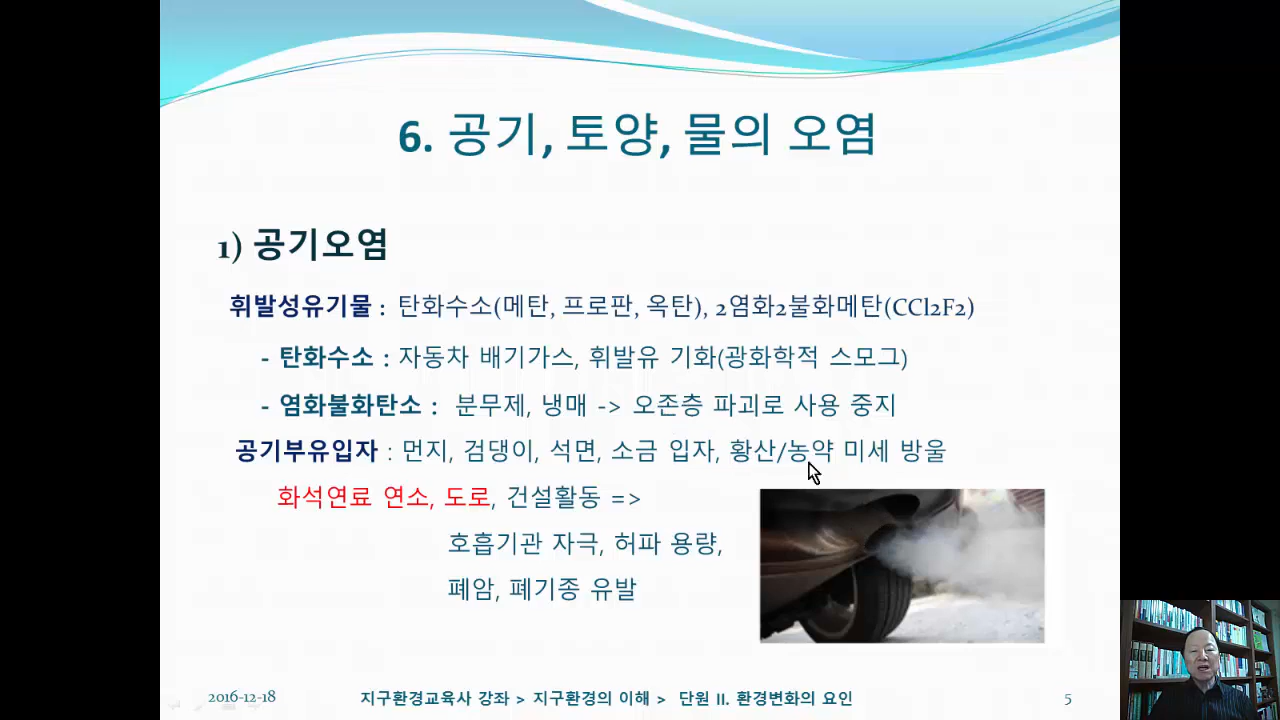 6. 공기, 토양, 물의 오염
1) 공기오염
휘발성유기물 : 탄화수소(메탄, 프로판, 옥탄), 2염화2불화메탄(CCl2F2)
- 탄화수소 : 자동차 배기가스, 휘발유 기화(광화학적 스모그)
- 염화불화탄소 : 분무제, 냉매 -> 오존층 파괴로 사용 중지
공기부유입자 : 먼지, 검댕이, 석면, 소금 입자, 황산/농약 미세 방울
화석연료 연소, 도로, 건설활동 =>
호흡기관 자극, 허파 용량,
폐암, 폐기종 유발
2016-12-18
지구환경교육사 강좌 > 지구환경의 이해 > 단원 II. 환경변화의 요인
5